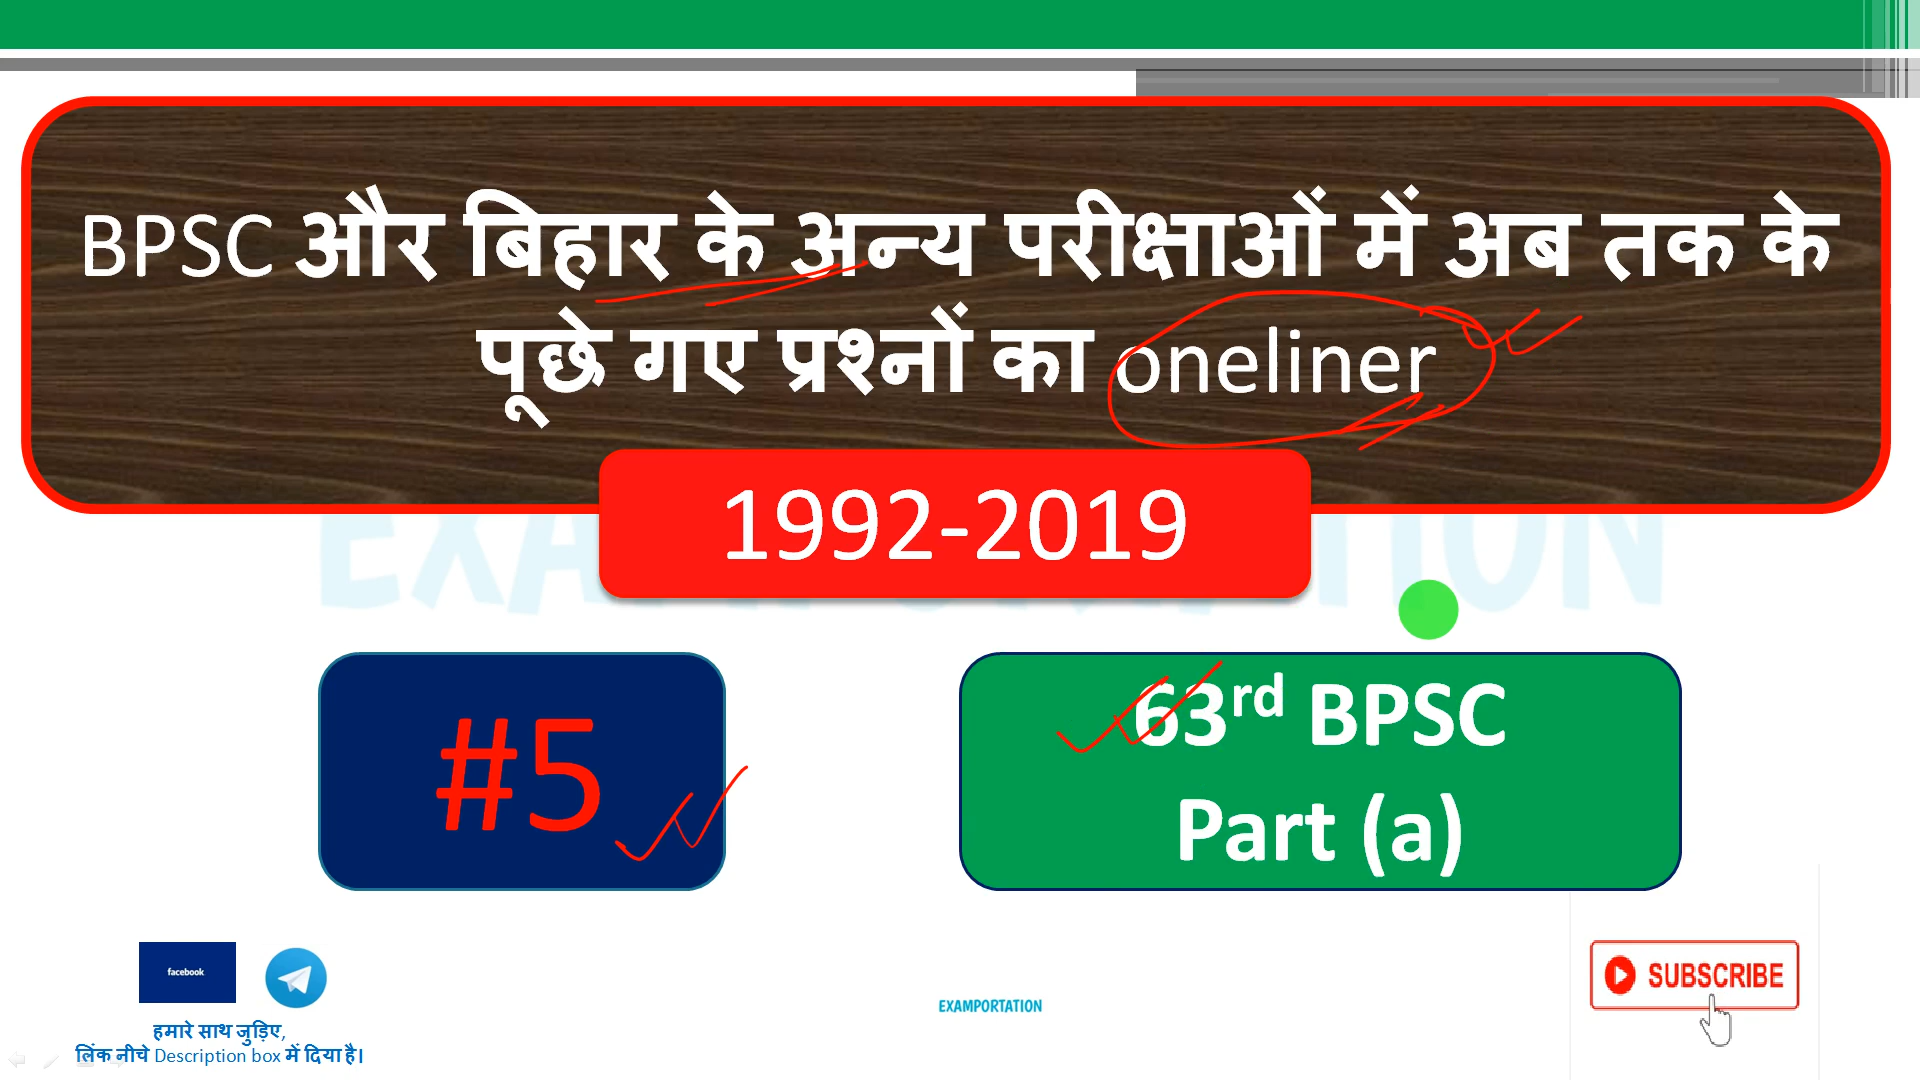 BPSC और बिहार के अन्य परीक्षाओं में अब तक के
पूछे गए प्रश्नों का oneliner
1992-2019
#5
63rd BPSC
Part (a)
facebook
हमारे साथ जुड़िए,
लिंक नीचे Description box में दिया है।
EXAMPORTATION
SUBSCRIBE